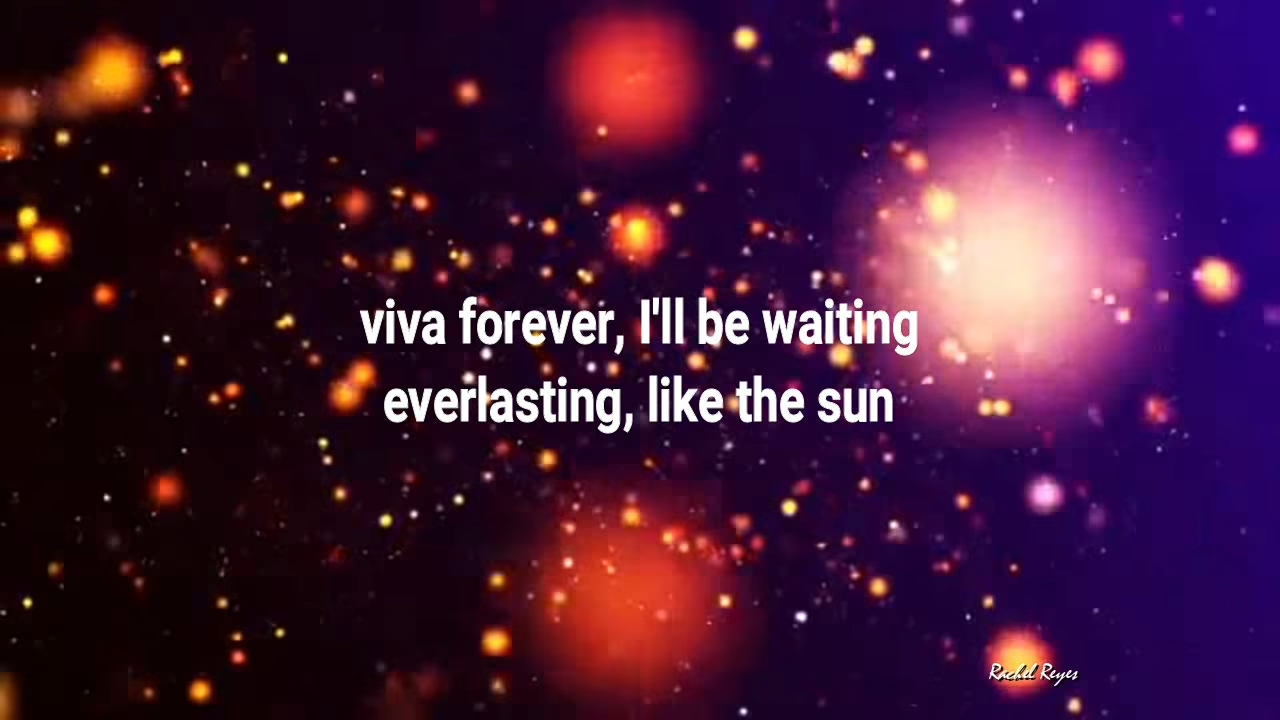 viva forever, I'll be waiting
everlasting, like the sun
Rachel Reyes